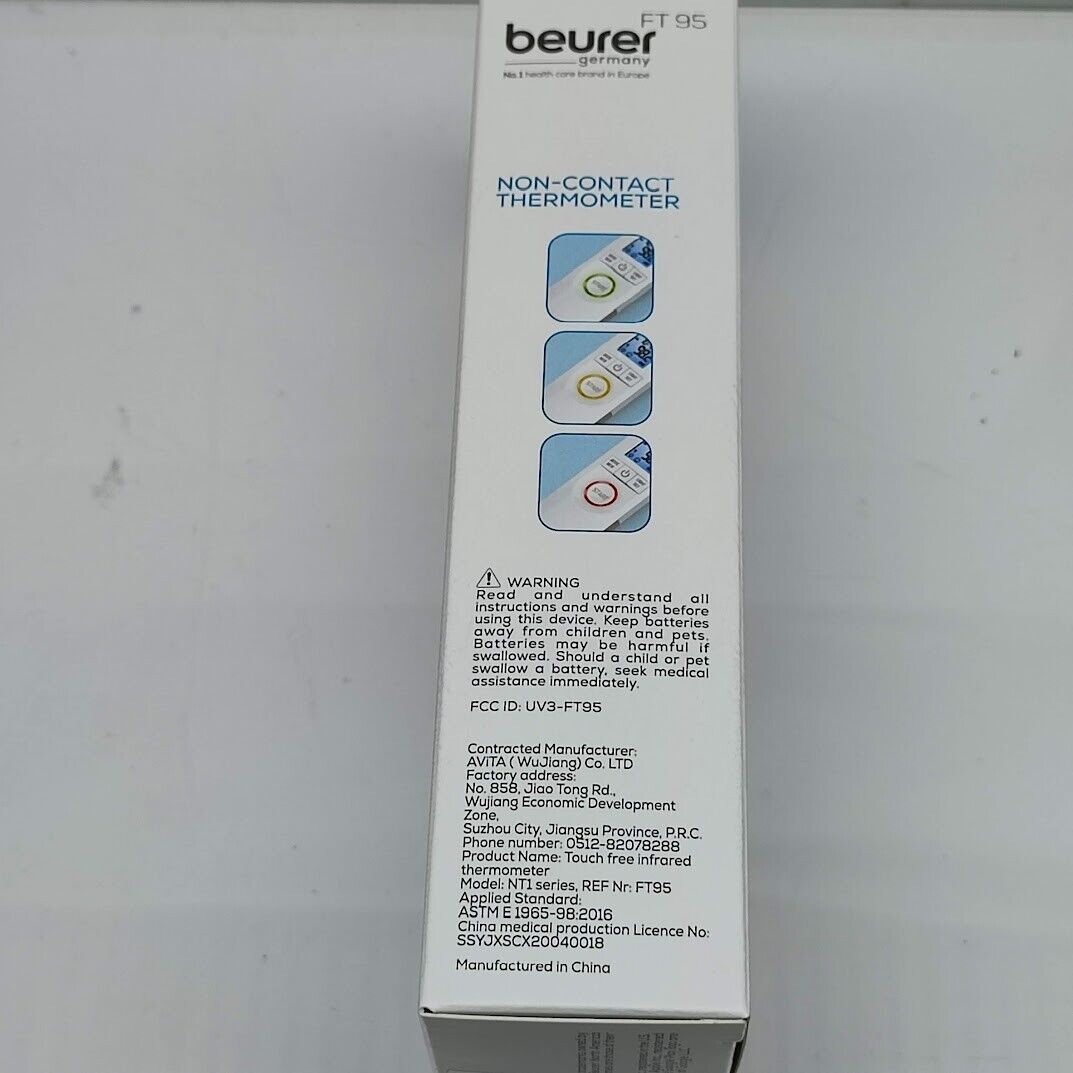 FT 95
beurer
germany
No.1 health care brand in Europe
NON-CONTACT
THERMOMETER
START
START
START
WARNING
Read and understand all
instructions and warnings before
using this device. Keep batteries
away from children and pets.
Batteries may be harmful if
swallowed. Should a child or pet
swallow a battery, seek medical
assistance immediately.
FCC ID: UV3-FT95
Contracted Manufacturer:
AViTA ( WuJiang) Co, LTD
Factory address:
No. 858, Jiao Tong Rd.,
Wujiang Economic Development
Zone,
Suzhou City, Jiangsu Province, P.R.C.
Phone number: 0512-82078288
Product Name: Touch free infrared
thermometer
Model: NT1 series, REF Nr: FT95
Applied Standard:
ASTM E 1965-98:2016
China medical production Licence No:
SSYJXSCX20040018
Manufactured in China